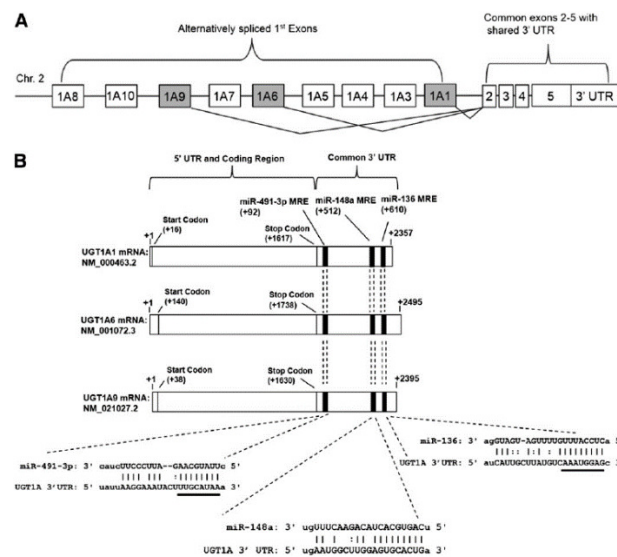 A
Alternatively spliced 1st Exons
Common exons 2-5 with
shared 3' UTR
Chr. 2
1A8 1A10 1A9 1A7 1A6 1A5 1A4 1A3 1A1 2 3 4 5 3' UTR
B
5' UTR and Coding Region Common 3' UTR
miR-491-3p MRE
(+92)
miR-148a MRE
(+512)
miR-136 MRE
(+610)
+1
Start Codon
(+16)
Stop Codon
(+1617)
+2357
UGT1A1 mRNA:
NM_000463.2
+1
Start Codon
(+140)
Stop Codon
(+1738)
+2495
UGT1A6 mRNA:
NM_001072.3
+1
Start Codon
(+38)
Stop Codon
(+1630)
+2395
UGT1A9 mRNA:
NM_021027.2
miR-491-3p: 3' caucUUCCCUUA--GAACGUAUUc 5'
UGT1A 3'UTR: 5' uauuAAGGAAAUACUUUGCAUAAa 3'
miR-136: 3' agGUAGU-AGUUUUGUUUACCUCa 5'
UGT1A 3'UTR: 5' auCAUUGCUUAUGUCAAAUGGAGc 3'
miR-148a: 3' ugUUUCAAGACAUCACGUGACu 5'
UGT1A 3' UTR: 5' ugAAUGGCUUGGAGUGCACUGa 3'